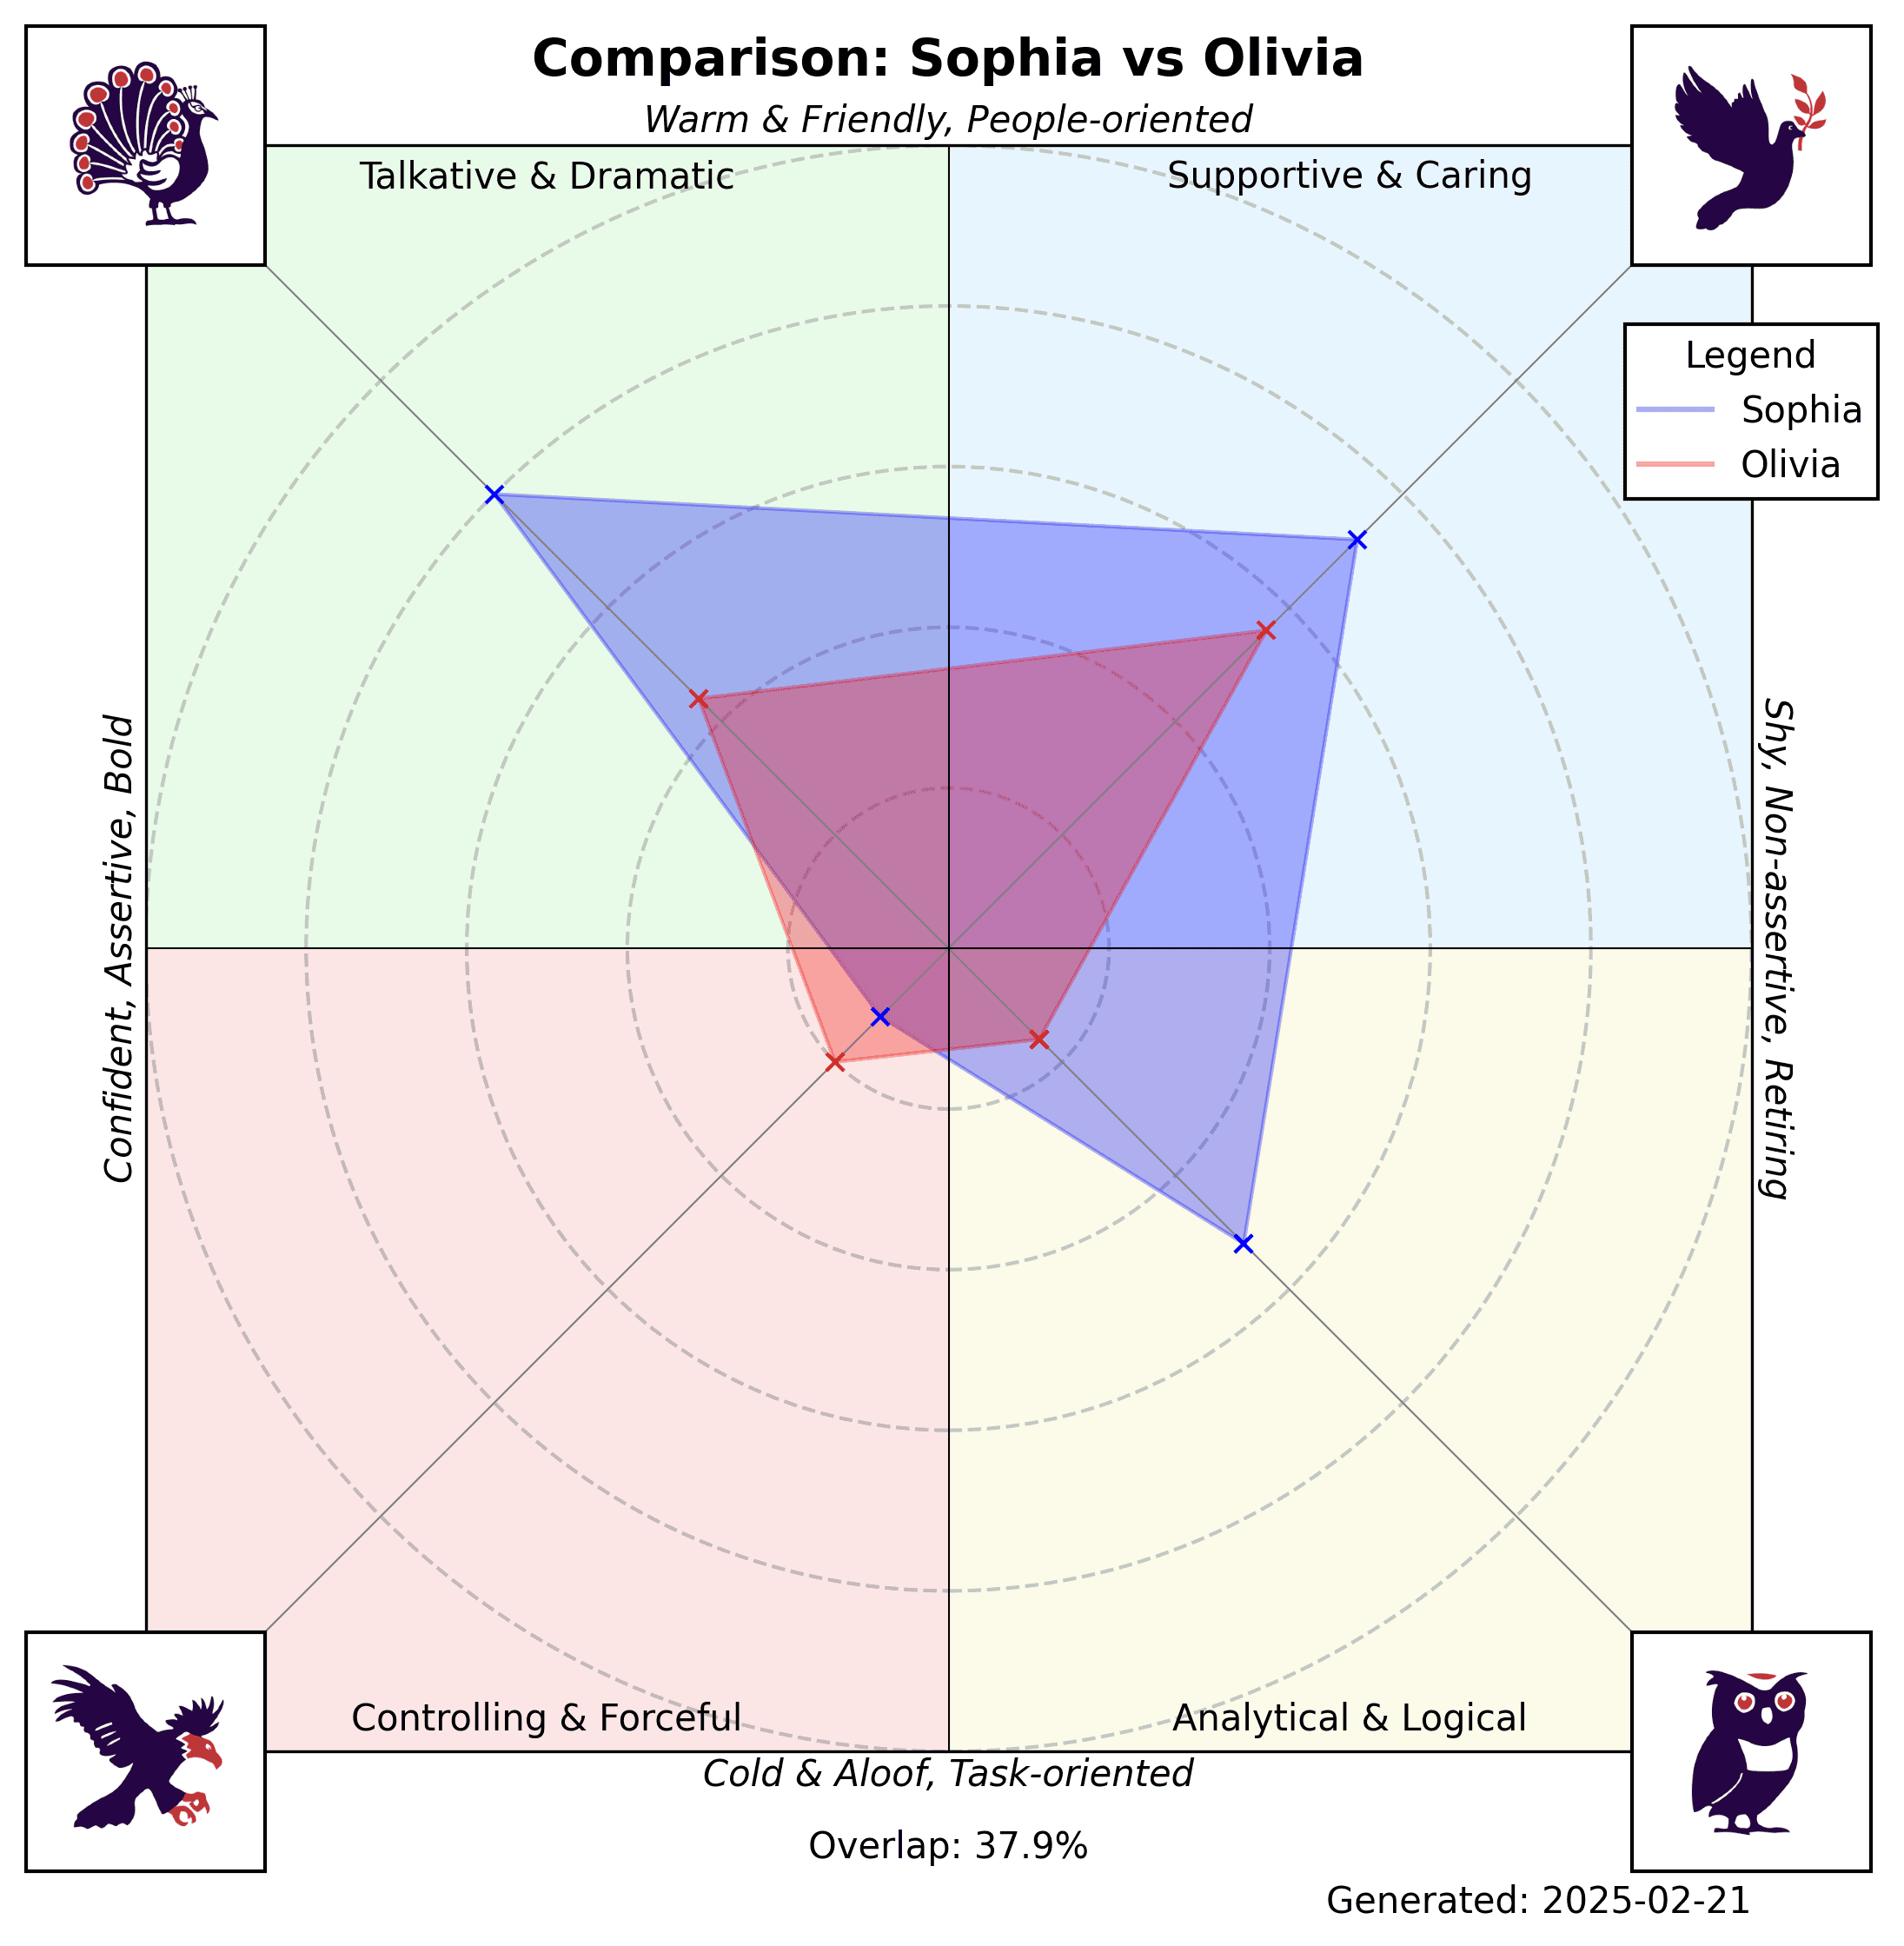 Comparison: Sophia vs Olivia
Warm & Friendly, People-oriented
Talkative & Dramatic
Supportive & Caring
Legend
Sophia
Olivia
Confident, Assertive, Bold
Shy, Non-assertive, Retiring
Controlling & Forceful
Analytical & Logical
Cold & Aloof, Task-oriented
Overlap: 37.9%
Generated: 2025-02-21